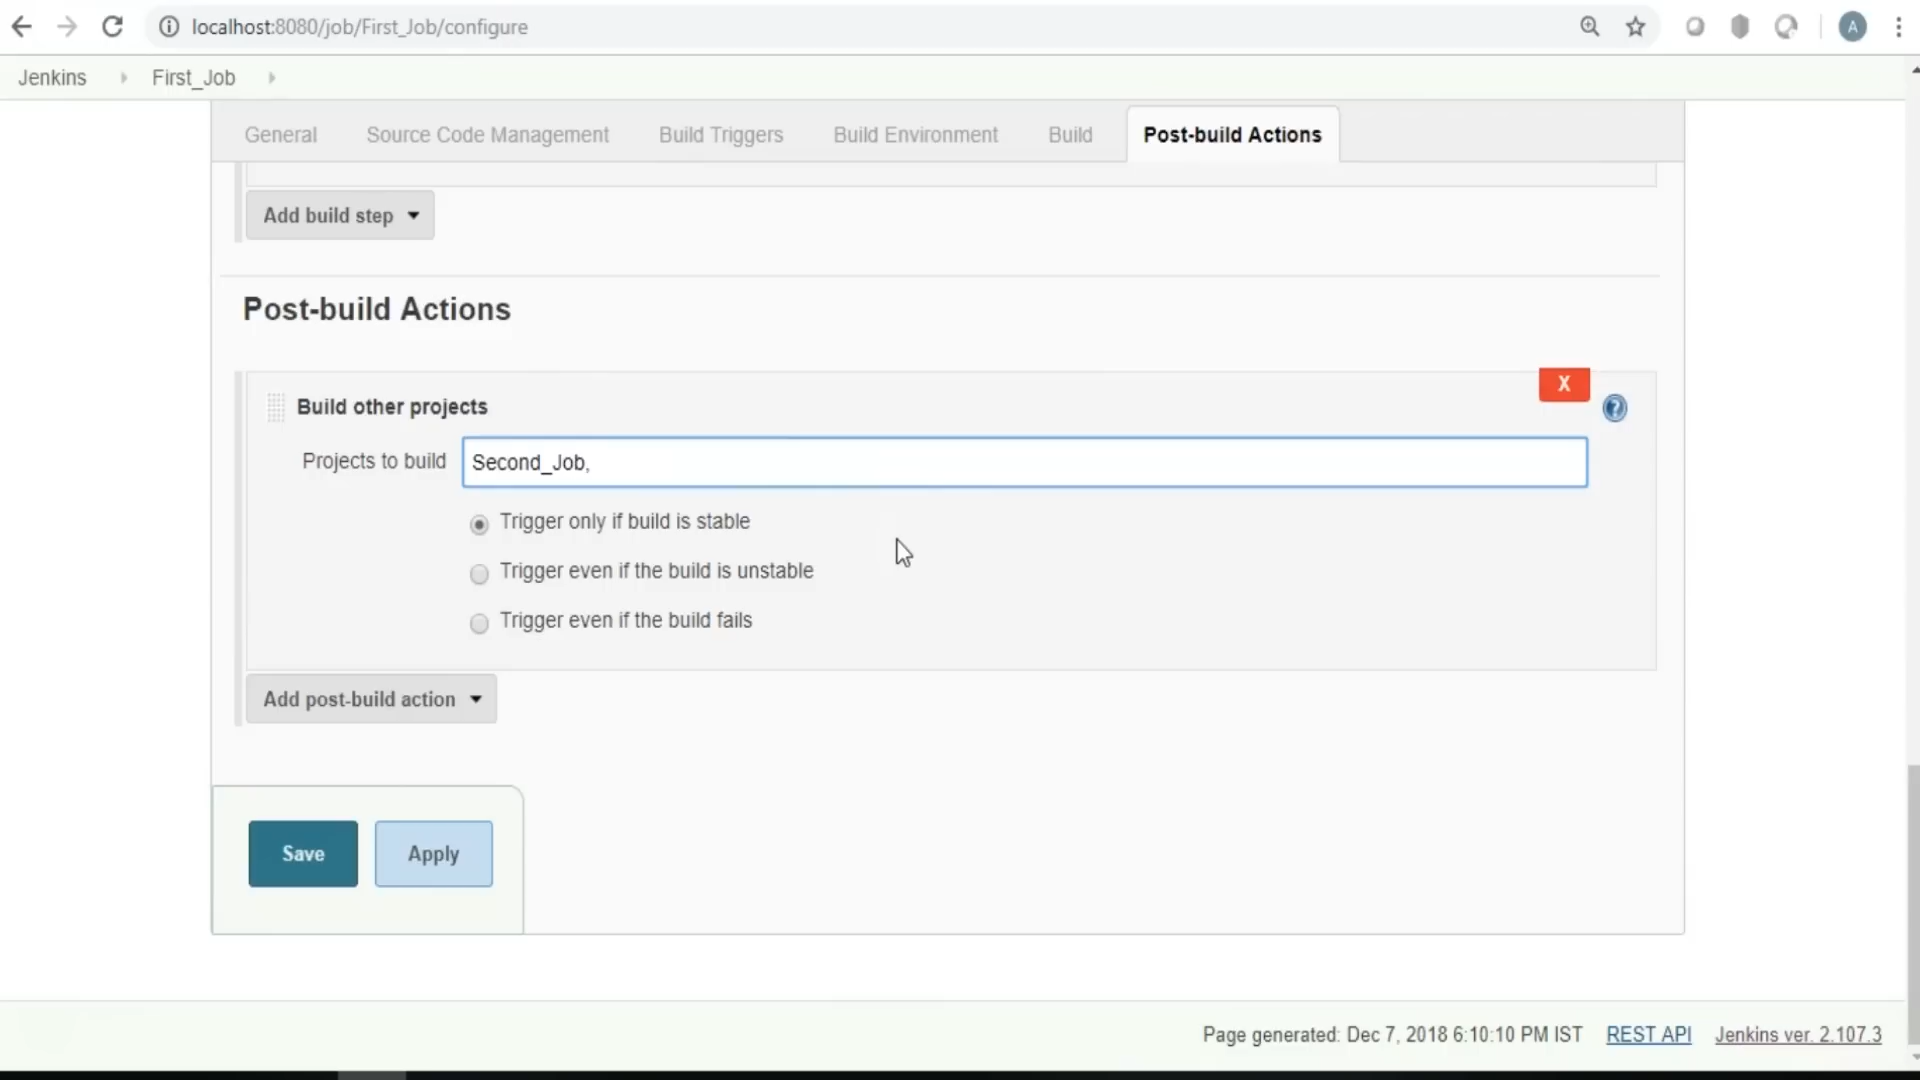 localhost:8080/job/First_Job/configure
A
Jenkins First_Job
General Source Code Management Build Triggers Build Environment Build Post-build Actions
Add build step
Post-build Actions
X
Build other projects ?
Projects to build Second_Job,
Trigger only if build is stable
Trigger even if the build is unstable
Trigger even if the build fails
Add post-build action
Save Apply
Page generated: Dec 7, 2018 6:10:10 PM IST REST API Jenkins ver. 2.107.3